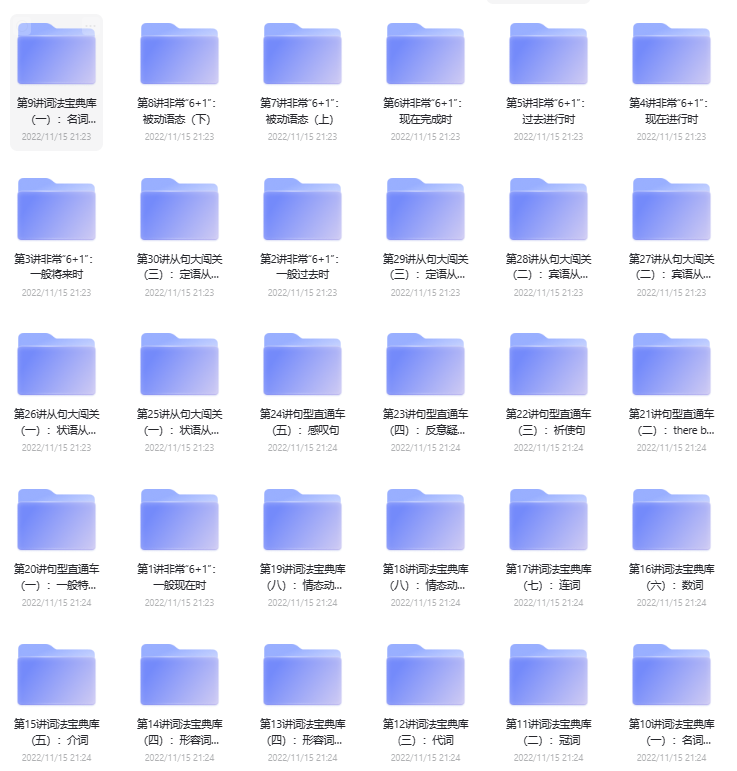 第9讲词法宝典库
（一）：名词...
2022/11/15 21:23
第8讲非常“6+1”：
被动语态（下）
2022/11/15 21:23
第7讲非常“6+1”：
被动语态（上）
2022/11/15 21:23
第6讲非常“6+1”：
现在完成时
2022/11/15 21:23
第5讲非常“6+1”：
过去进行时
2022/11/15 21:23
第4讲非常“6+1”：
现在进行时
2022/11/15 21:23
第3讲非常“6+1”：
一般将来时
2022/11/15 21:23
第30讲从句大闯关
（三）：定语从...
2022/11/15 21:23
第2讲非常“6+1”：
一般过去时
2022/11/15 21:23
第29讲从句大闯关
（三）：定语从...
2022/11/15 21:23
第28讲从句大闯关
（二）：宾语从...
2022/11/15 21:23
第27讲从句大闯关
（二）：宾语从...
2022/11/15 21:23
第26讲从句大闯关
（一）：状语从...
2022/11/15 21:23
第25讲从句大闯关
（一）：状语从...
2022/11/15 21:23
第24讲句型直通车
（五）：感叹句
2022/11/15 21:24
第23讲句型直通车
（四）：反意疑...
2022/11/15 21:24
第22讲句型直通车
（三）：祈使句
2022/11/15 21:24
第21讲句型直通车
（二）：there b...
2022/11/15 21:24
第20讲句型直通车
（一）：一般特...
2022/11/15 21:24
第1讲非常“6+1”：
一般现在时
2022/11/15 21:23
第19讲词法宝典库
（八）：情态动...
2022/11/15 21:24
第18讲词法宝典库
（八）：情态动...
2022/11/15 21:24
第17讲词法宝典库
（七）：连词
2022/11/15 21:24
第16讲词法宝典库
（六）：数词
2022/11/15 21:24
第15讲词法宝典库
（五）：介词
2022/11/15 21:24
第14讲词法宝典库
（四）：形容词...
2022/11/15 21:24
第13讲词法宝典库
（四）：形容词...
2022/11/15 21:24
第12讲词法宝典库
（三）：代词
2022/11/15 21:24
第11讲词法宝典库
（二）：冠词
2022/11/15 21:24
第10讲词法宝典库
（一）：名词...
2022/11/15 21:24